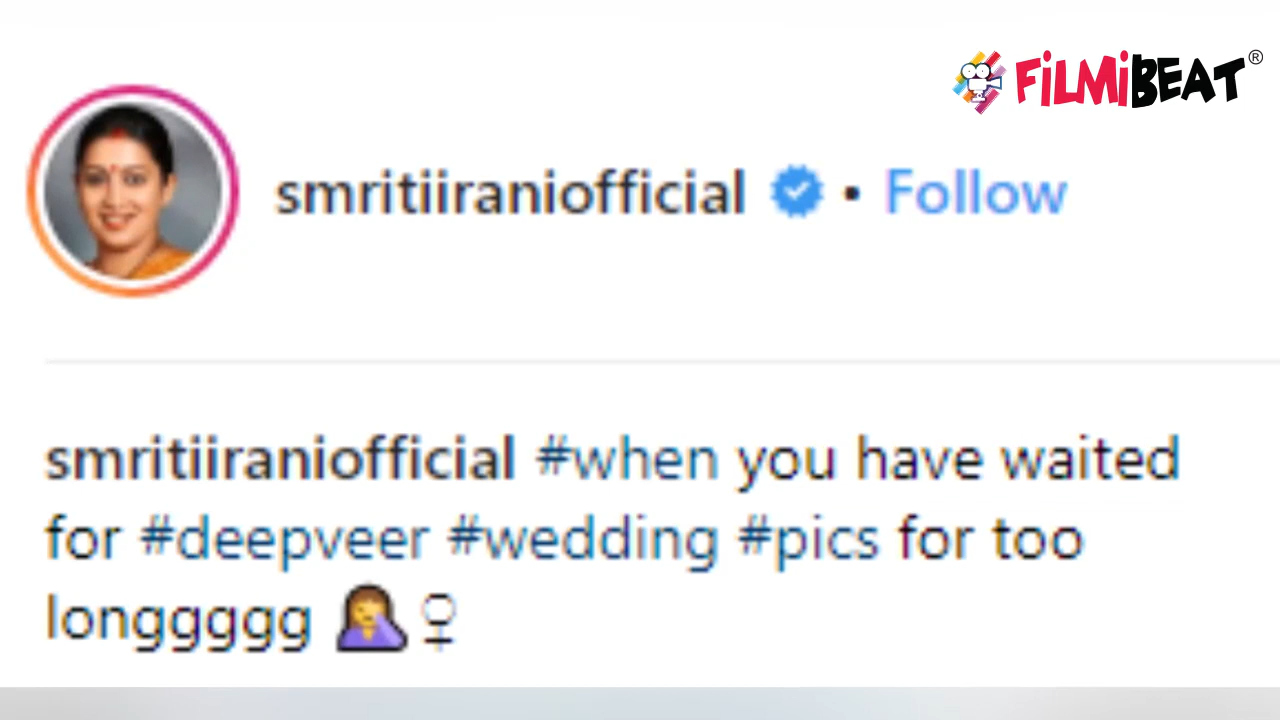 FiLMiBEAT®
smritiiraniofficial • Follow
smritiiraniofficial #when you have waited
for #deepveer #wedding #pics for too
longgggg 🤦♀